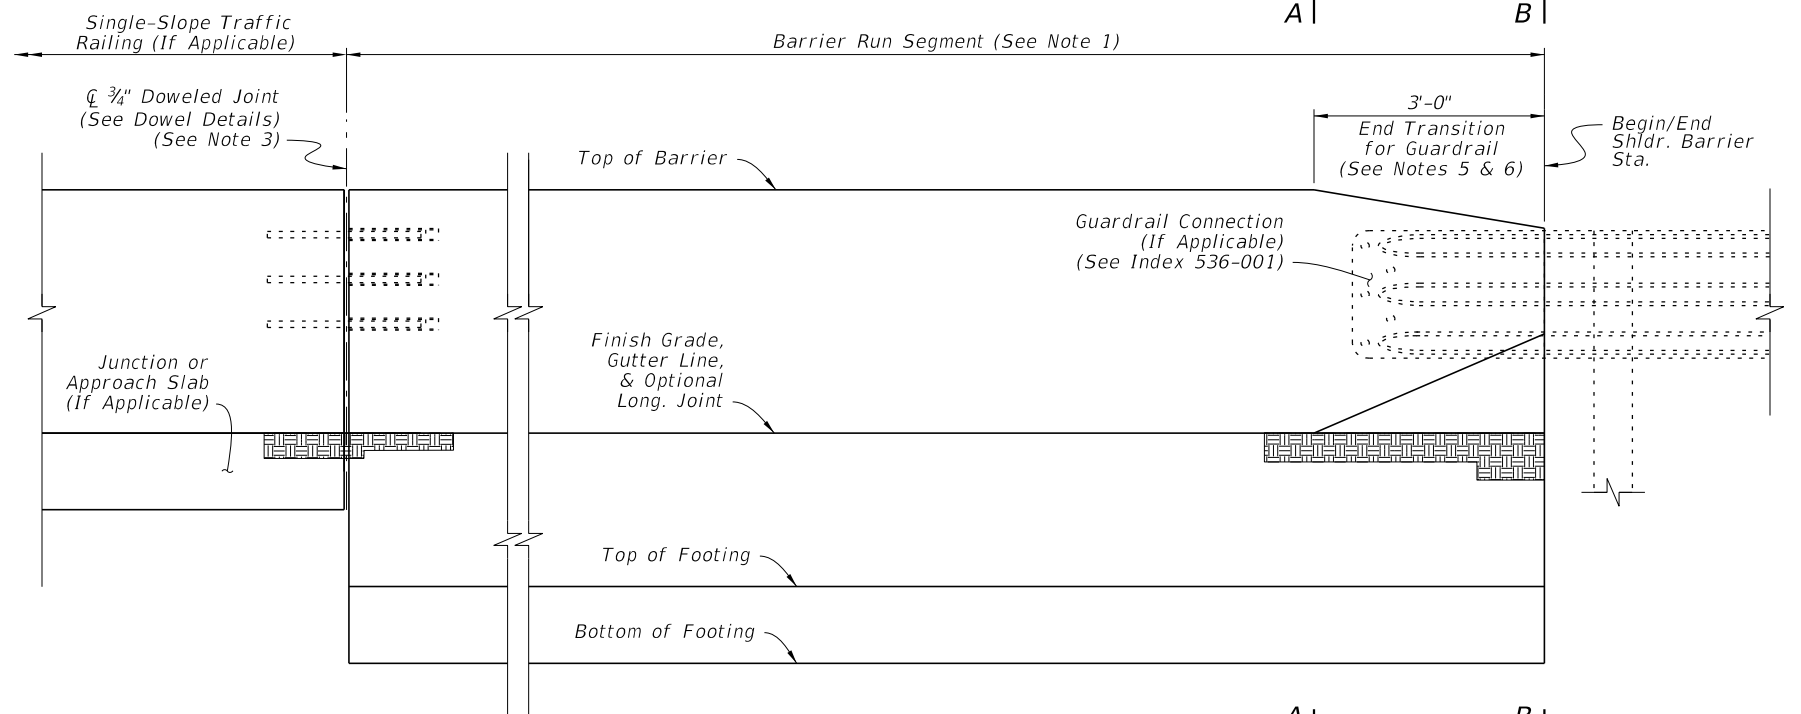 Single-Slope Traffic
Railing (If Applicable)
Barrier Run Segment (See Note 1)
A
B
℄ ¾" Doweled Joint
(See Dowel Details)
(See Note 3)
3'-0"
End Transition
for Guardrail
(See Notes 5 & 6)
Begin/End
Shldr. Barrier
Sta.
Top of Barrier
Guardrail Connection
(If Applicable)
(See Index 536-001)
Finish Grade,
Gutter Line,
& Optional
Long. Joint
Junction or
Approach Slab
(If Applicable)
Top of Footing
Bottom of Footing
A
B